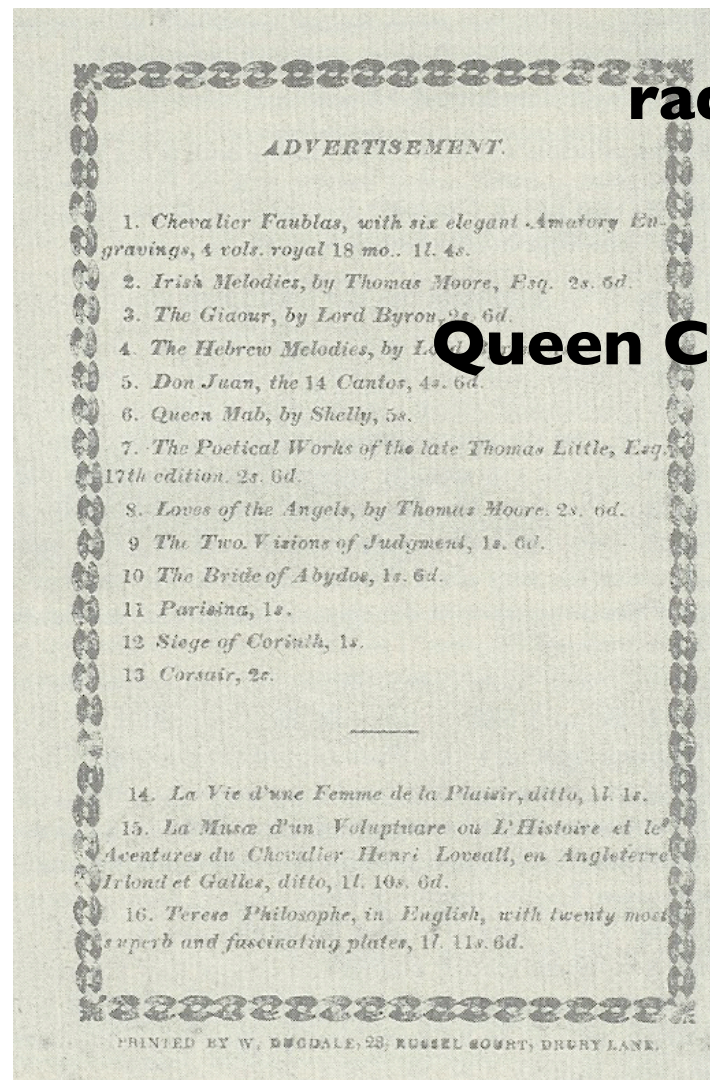 rad
ADVERTISEMENT.
1. Chevalier Faublas, with six elegant Amatory En-
gravings, 4 vols. royal 18 mo.. 1l. 4s.
2. Irish Melodies, by Thomas Moore, Esq. 2s. 6d.
3. The Giaour, by Lord Byron, 2s. 6d.
4. The Hebrew Melodies, by
Queen C
5. Don Juan, the 14 Cantos, 4s. 6d.
6. Queen Mab, by Shelly, 5s.
7. The Poetical Works of the late Thomas Little, Esq.
17th edition. 2s. 6d.
8. Loves of the Angels, by Thomas Moore. 2s. 6d.
9 The Two. Visions of Judgment, 1s. 6d.
10 The Bride of Abydos, 1s. 6d.
11 Parisina, 1s.
12 Siege of Corinth, 1s.
13 Corsair, 2s.
14. La Vie d'une Femme de la Plaisir, ditto, 1l. 1s.
15. La Musæ d'un Voluptuare ou L'Histoire et les
Aventures du Chevalier Henri Loveall, en Angleterre
Irlond et Galles, ditto, 1l. 10s. 6d.
16. Terese Philosophe, in English, with twenty most
superb and fascinating plates, 1l. 11s. 6d.
PRINTED BY W. DUGDALE, 23, RUSSEL COURT, DRURY LANE.